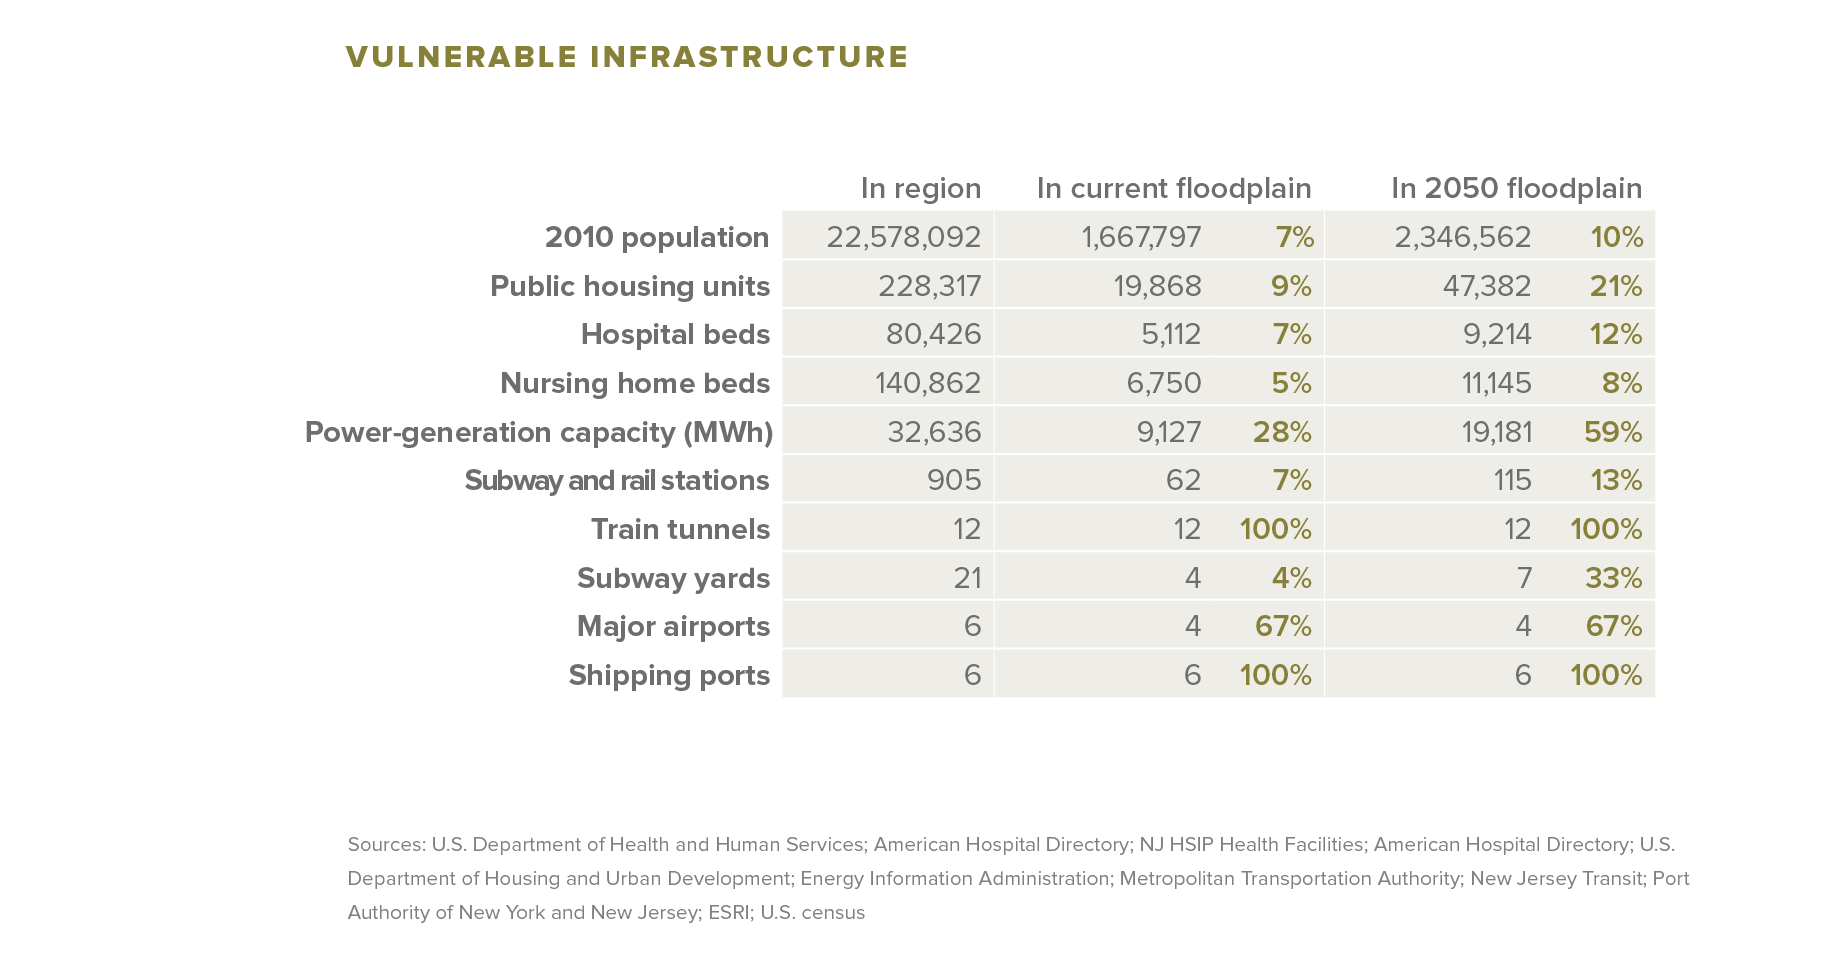 VULNERABLE INFRASTRUCTURE
In region In current floodplain In 2050 floodplain
2010 population 22,578,092 1,667,797 7% 2,346,562 10%
Public housing units 228,317 19,868 9% 47,382 21%
Hospital beds 80,426 5,112 7% 9,214 12%
Nursing home beds 140,862 6,750 5% 11,145 8%
Power-generation capacity (MWh) 32,636 9,127 28% 19,181 59%
Subway and rail stations 905 62 7% 115 13%
Train tunnels 12 12 100% 12 100%
Subway yards 21 4 4% 7 33%
Major airports 6 4 67% 4 67%
Shipping ports 6 6 100% 6 100%
Sources: U.S. Department of Health and Human Services; American Hospital Directory; NJ HSIP Health Facilities; American Hospital Directory; U.S.
Department of Housing and Urban Development; Energy Information Administration; Metropolitan Transportation Authority; New Jersey Transit; Port
Authority of New York and New Jersey; ESRI; U.S. census